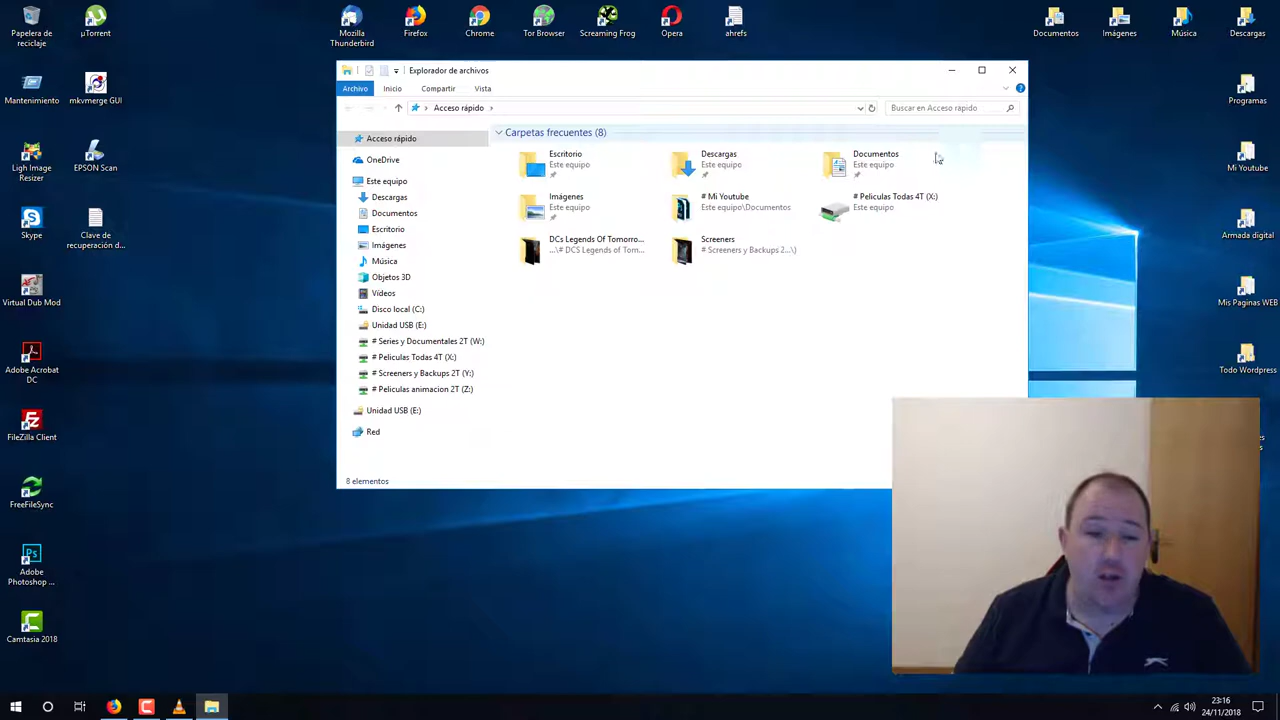 Papelera de
reciclaje
µTorrent
Mozilla
Thunderbird
Firefox
Chrome
Tor Browser
Screaming Frog
Opera
ahrefs
Documentos
Imágenes
Música
Descargas
Mantenimiento
mkvmerge GUI
Ligh Image
Resizer
EPSON Scan
Skype
Clave de
recuperación d...
Virtual Dub Mod
Adobe Acrobat
DC
FileZilla Client
FreeFileSync
Adobe
Photoshop ...
Camtasia 2018
Explorador de archivos
Archivo
Inicio
Compartir
Vista
Acceso rápido
Buscar en Acceso rápido
Acceso rápido
OneDrive
Este equipo
Descargas
Documentos
Escritorio
Imágenes
Música
Objetos 3D
Vídeos
Disco local (C:)
Unidad USB (E:)
# Series y Documentales 2T (W:)
# Peliculas Todas 4T (X:)
# Screeners y Backups 2T (Y:)
# Peliculas animacion 2T (Z:)
Unidad USB (E:)
Red
8 elementos
Carpetas frecuentes (8)
Escritorio
Este equipo
Descargas
Este equipo
Documentos
Este equipo
Imágenes
Este equipo
# Mi Youtube
Este equipo\Documentos
# Peliculas Todas 4T (X:)
Este equipo
DCs Legends Of Tomorro...
...\# DCS Legends of Tom...
Screeners
# Screeners y Backups 2...\)
Programas
Mi Youtube
Armada digital
Mis Paginas WEB
Todo Wordpress
23:16
24/11/2018